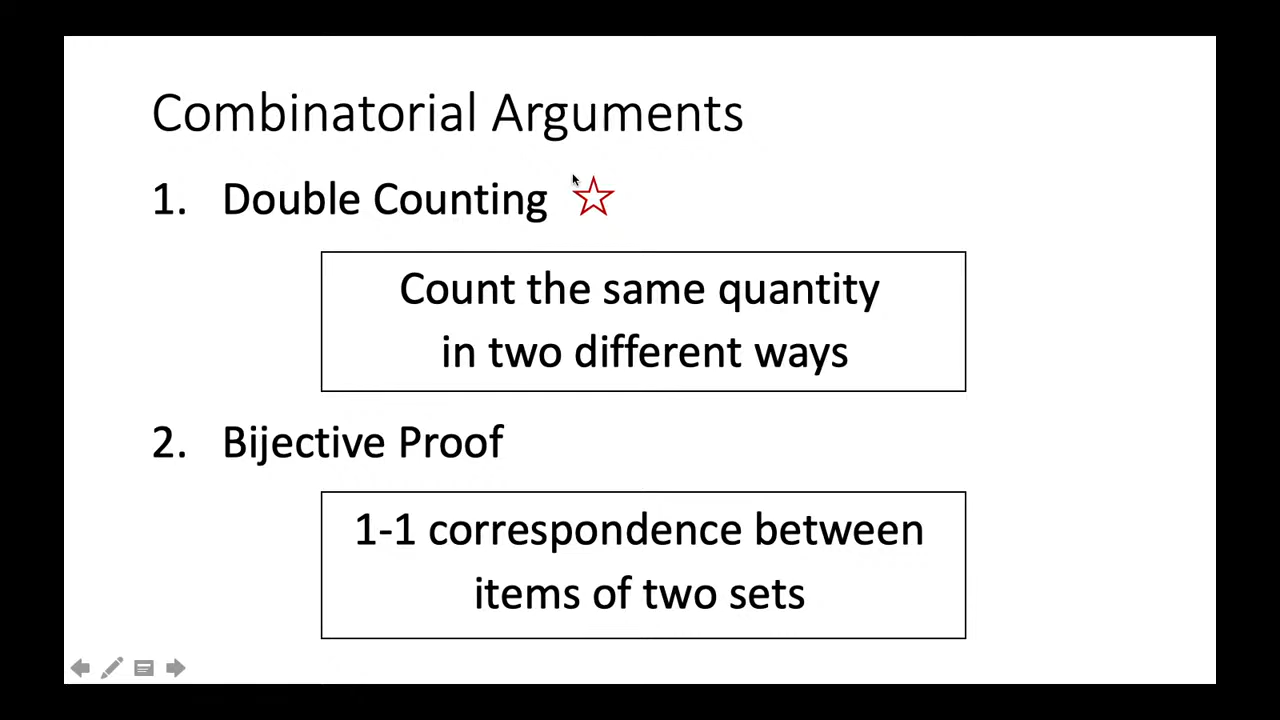 Combinatorial Arguments
1. Double Counting
Count the same quantity
in two different ways
2. Bijective Proof
1-1 correspondence between
items of two sets